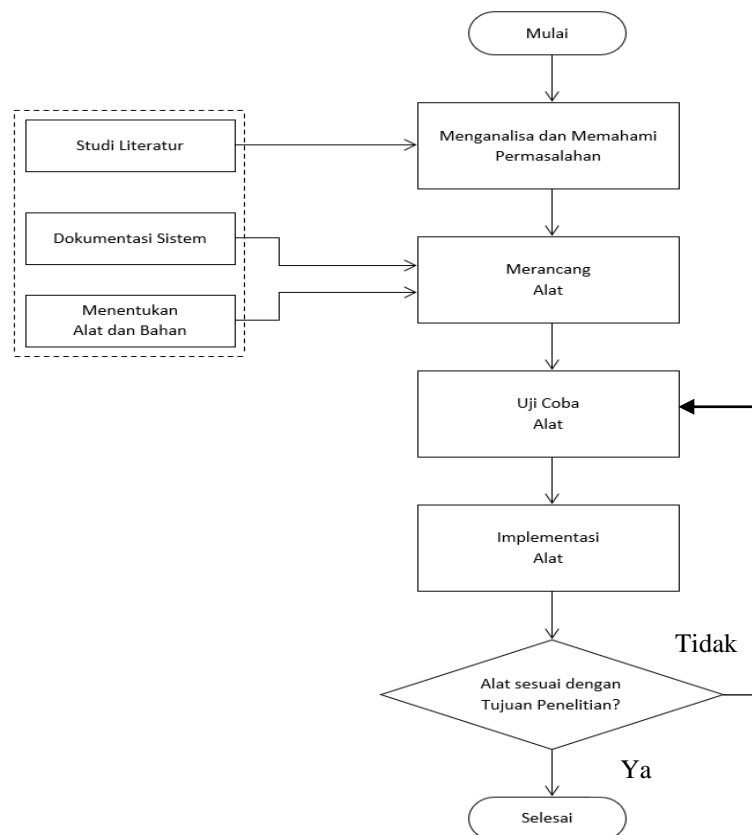 Mulai
Studi Literatur
Menganalisa dan Memahami
Permasalahan
Dokumentasi Sistem
Merancang
Alat
Menentukan
Alat dan Bahan
Uji Coba
Alat
Implementasi
Alat
Tidak
Alat sesuai dengan
Tujuan Penelitian?
Ya
Selesai